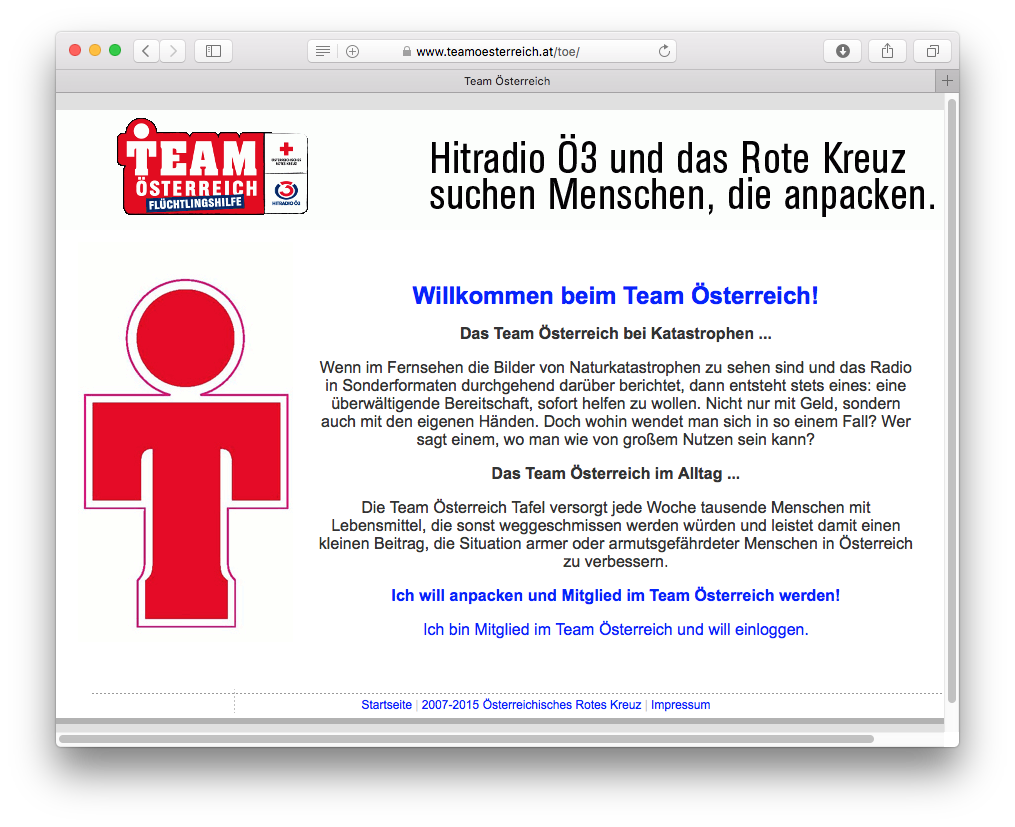 www.teamoesterreich.at/toe/
Team Österreich
TEAM
ÖSTERREICH
FLÜCHTLINGSHILFE
ÖSTERREICHISCHES
ROTES KREUZ
Ö3
HITRADIO Ö3
Hitradio Ö3 und das Rote Kreuz
suchen Menschen, die anpacken.
Willkommen beim Team Österreich!
Das Team Österreich bei Katastrophen ...
Wenn im Fernsehen die Bilder von Naturkatastrophen zu sehen sind und das Radio
in Sonderformaten durchgehend darüber berichtet, dann entsteht stets eines: eine
überwältigende Bereitschaft, sofort helfen zu wollen. Nicht nur mit Geld, sondern
auch mit den eigenen Händen. Doch wohin wendet man sich in so einem Fall? Wer
sagt einem, wo man wie von großem Nutzen sein kann?
Das Team Österreich im Alltag ...
Die Team Österreich Tafel versorgt jede Woche tausende Menschen mit
Lebensmittel, die sonst weggeschmissen werden würden und leistet damit einen
kleinen Beitrag, die Situation armer oder armutsgefährdeter Menschen in Österreich
zu verbessern.
Ich will anpacken und Mitglied im Team Österreich werden!
Ich bin Mitglied im Team Österreich und will einloggen.
Startseite | 2007-2015 Österreichisches Rotes Kreuz | Impressum